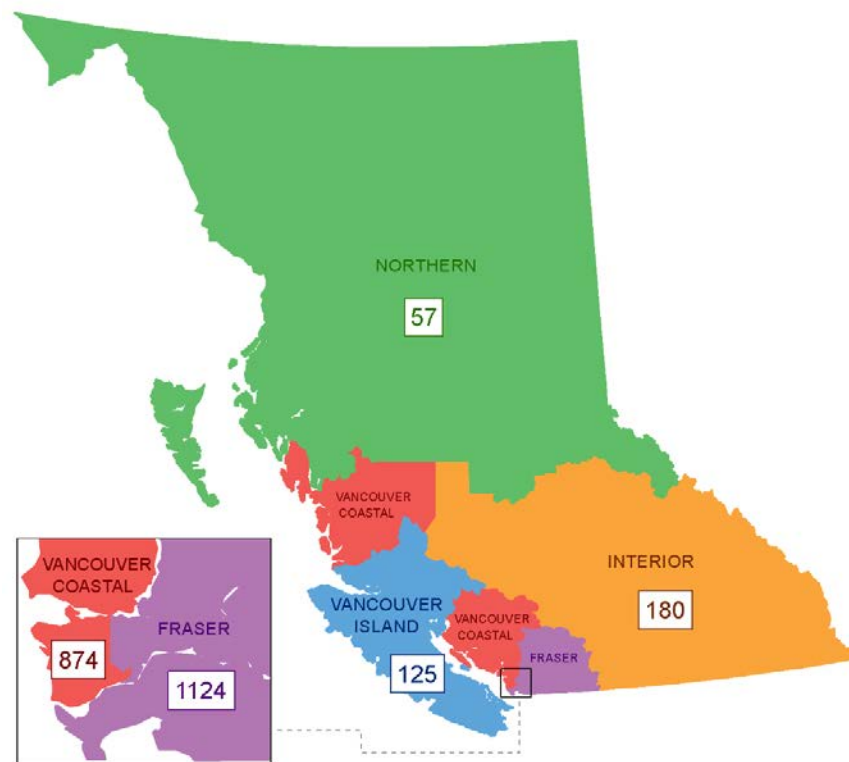 NORTHERN
57
VANCOUVER
COASTAL
INTERIOR
180
VANCOUVER
ISLAND
125
VANCOUVER
COASTAL
FRASER
VANCOUVER
COASTAL
874
FRASER
1124